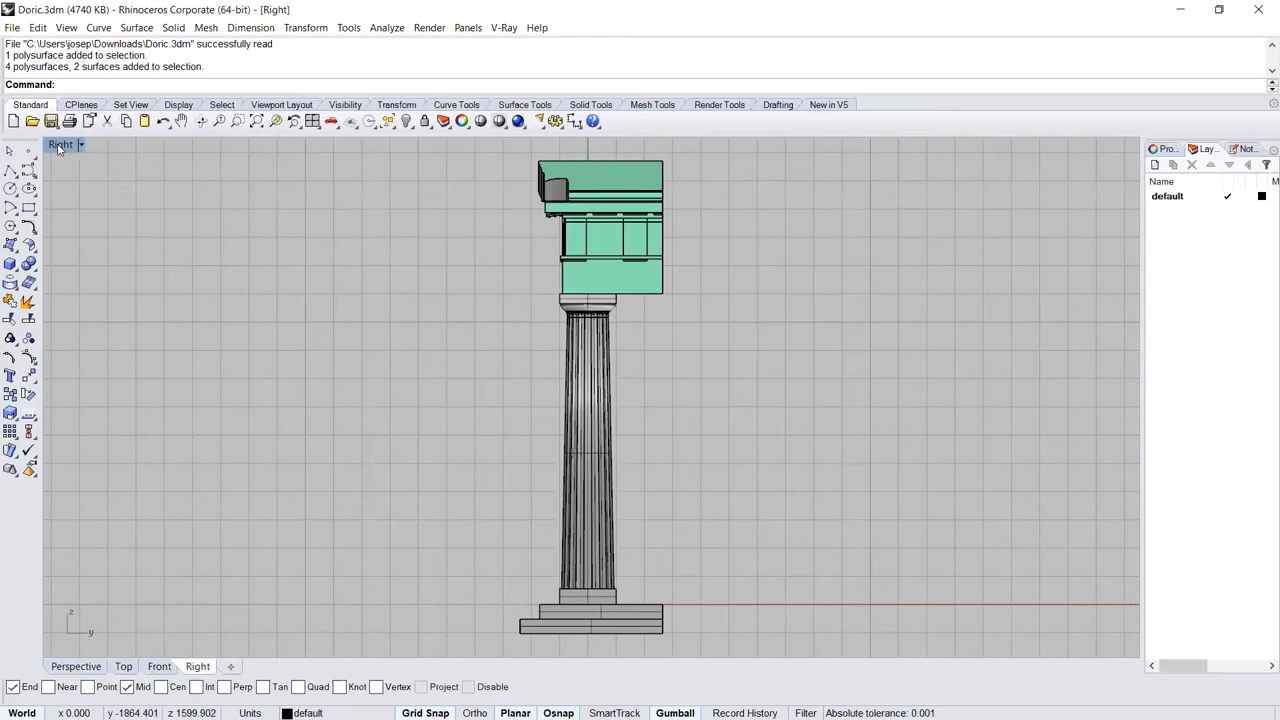 Doric.3dm (4740 KB) - Rhinoceros Corporate (64-bit) - [Right]
File Edit View Curve Surface Solid Mesh Dimension Transform Tools Analyze Render Panels V-Ray Help
File "C:\Users\josep\Downloads\Doric.3dm" successfully read
1 polysurface added to selection.
4 polysurfaces, 2 surfaces added to selection.
Command:
Standard CPlanes Set View Display Select Viewport Layout Visibility Transform Curve Tools Surface Tools Solid Tools Mesh Tools Render Tools Drafting New in V5
Right
Pro... Lay... Not...
Name M
default
z
y
Perspective Top Front Right
End Near Point Mid Cen Int Perp Tan Quad Knot Vertex Project Disable
World x 0.000 y -1864.401 z 1599.902 Units default Grid Snap Ortho Planar Osnap SmartTrack Gumball Record History Filter Absolute tolerance: 0.001